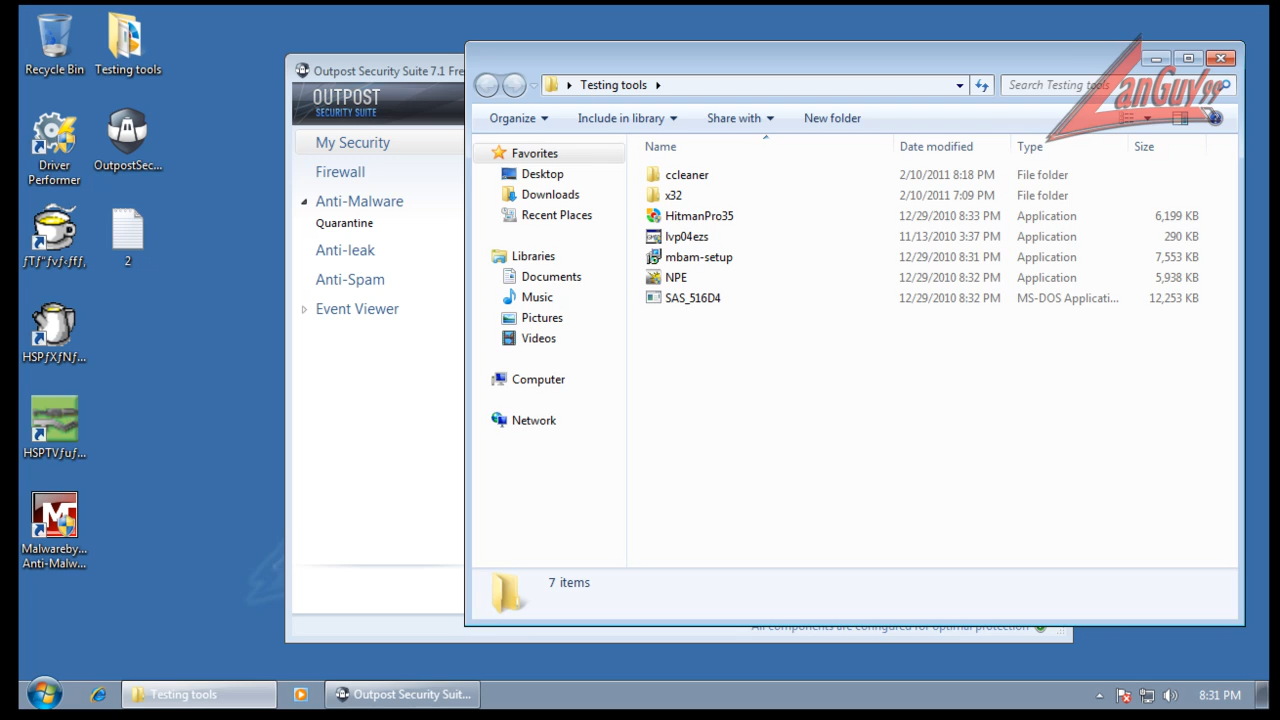 Recycle Bin
Testing tools
Driver
Performer
OutpostSec...
ƒTƒ“ƒvƒ‹ƒƒ,
2
HSPƒXƒNƒ...
HSPTVƒuƒ...
Malwareby...
Anti-Malw...
Outpost Security Suite 7.1 Fre
OUTPOST
SECURITY SUITE
My Security
Firewall
Anti-Malware
Quarantine
Anti-leak
Anti-Spam
Event Viewer
All components are configured for optimal protection
Testing tools
Search Testing tools
LanGuy99
Organize
Include in library
Share with
New folder
Favorites
Desktop
Downloads
Recent Places
Libraries
Documents
Music
Pictures
Videos
Computer
Network
Name Date modified Type Size
ccleaner 2/10/2011 8:18 PM File folder
x32 2/10/2011 7:09 PM File folder
HitmanPro35 12/29/2010 8:33 PM Application 6,199 KB
lvp04ezs 11/13/2010 3:37 PM Application 290 KB
mbam-setup 12/29/2010 8:31 PM Application 7,553 KB
NPE 12/29/2010 8:32 PM Application 5,938 KB
SAS_516D4 12/29/2010 8:32 PM MS-DOS Applicati... 12,253 KB
7 items
Testing tools
Outpost Security Suit...
8:31 PM